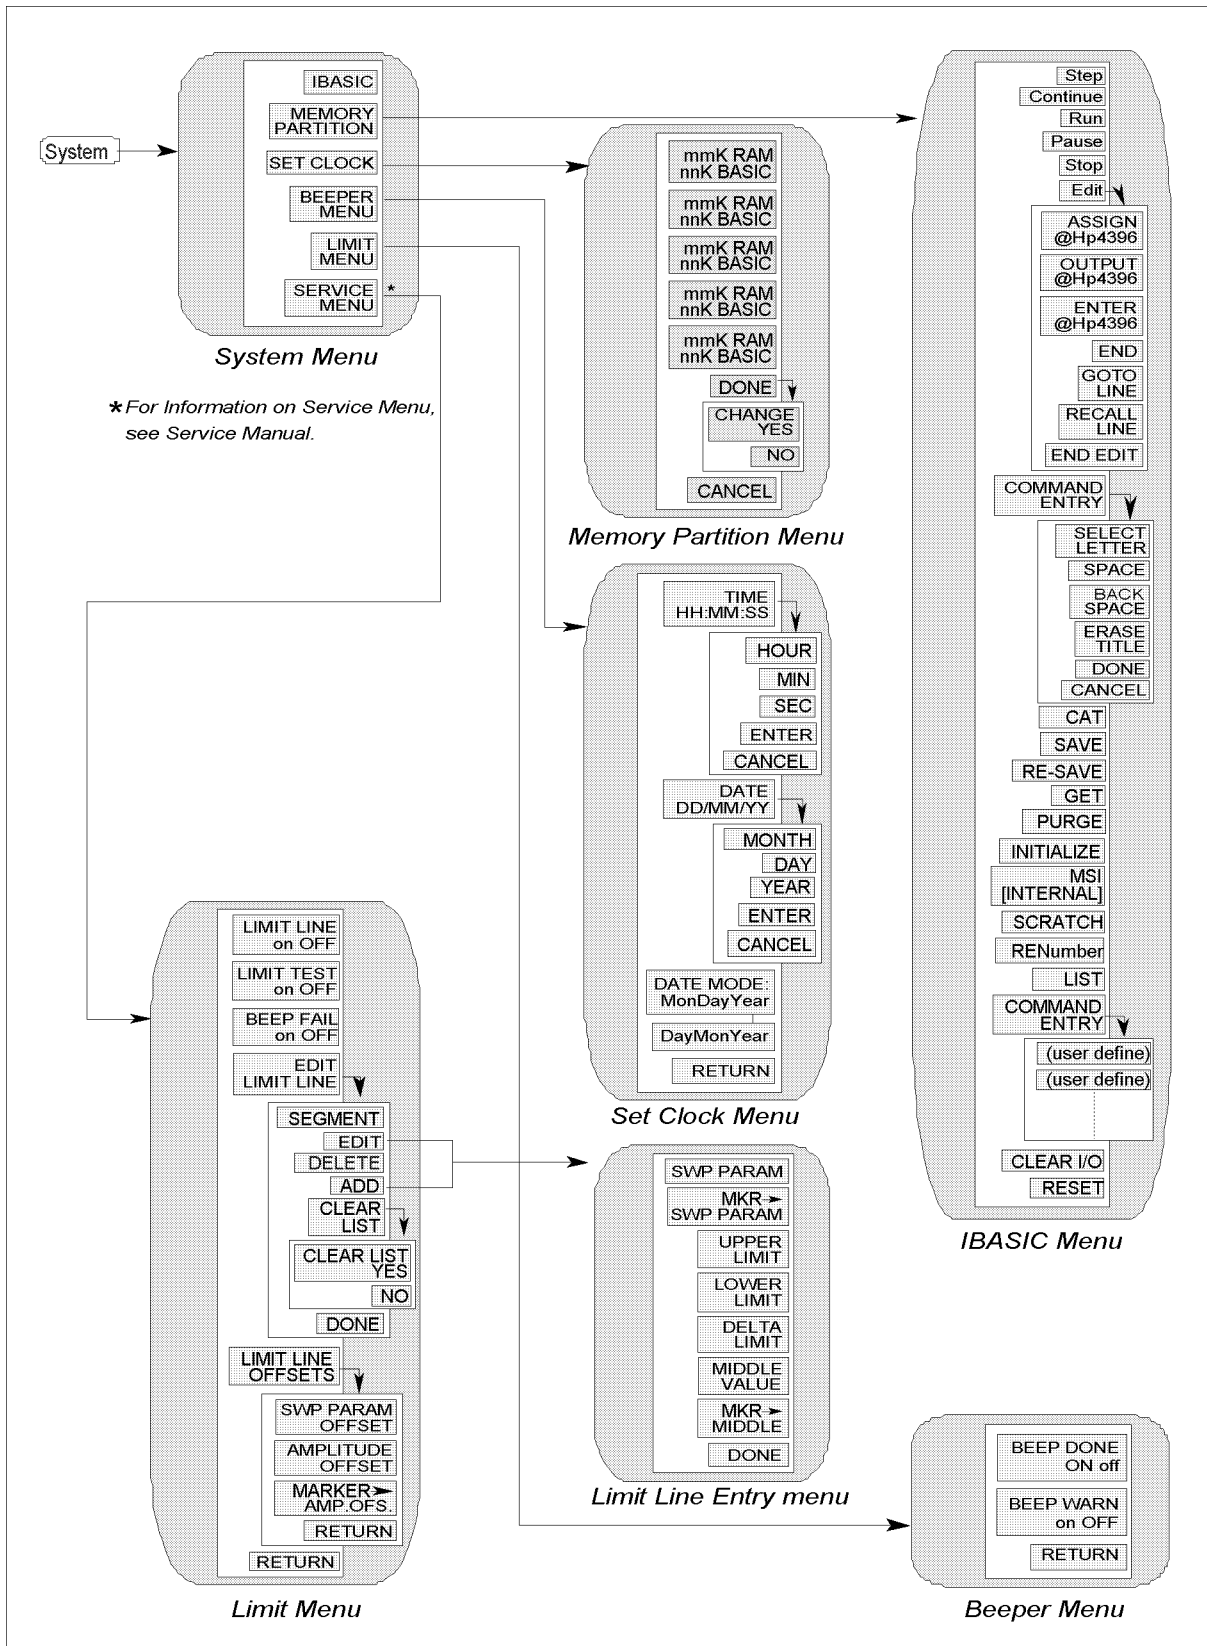 System
IBASIC
MEMORY
PARTITION
SET CLOCK
BEEPER
MENU
LIMIT
MENU
SERVICE
MENU
*
System Menu
*For Information on Service Menu,
see Service Manual.
mmK RAM
nnK BASIC
mmK RAM
nnK BASIC
mmK RAM
nnK BASIC
mmK RAM
nnK BASIC
mmK RAM
nnK BASIC
DONE
CHANGE
YES
NO
CANCEL
Memory Partition Menu
TIME
HH:MM:SS
HOUR
MIN
SEC
ENTER
CANCEL
DATE
DD/MM/YY
MONTH
DAY
YEAR
ENTER
CANCEL
DATE MODE:
MonDayYear
DayMonYear
RETURN
Set Clock Menu
Step
Continue
Run
Pause
Stop
Edit
ASSIGN
@Hp4396
OUTPUT
@Hp4396
ENTER
@Hp4396
END
GOTO
LINE
RECALL
LINE
END EDIT
COMMAND
ENTRY
SELECT
LETTER
SPACE
BACK
SPACE
ERASE
TITLE
DONE
CANCEL
CAT
SAVE
RE-SAVE
GET
PURGE
INITIALIZE
MSI
[INTERNAL]
SCRATCH
RENumber
LIST
COMMAND
ENTRY
(user define)
(user define)
CLEAR I/O
RESET
IBASIC Menu
LIMIT LINE
on OFF
LIMIT TEST
on OFF
BEEP FAIL
on OFF
EDIT
LIMIT LINE
SEGMENT
EDIT
DELETE
ADD
CLEAR
LIST
CLEAR LIST
YES
NO
DONE
LIMIT LINE
OFFSETS
SWP PARAM
OFFSET
AMPLITUDE
OFFSET
MARKER→
AMP.OFS.
RETURN
RETURN
Limit Menu
SWP PARAM
MKR→
SWP PARAM
UPPER
LIMIT
LOWER
LIMIT
DELTA
LIMIT
MIDDLE
VALUE
MKR→
MIDDLE
DONE
Limit Line Entry menu
BEEP DONE
ON off
BEEP WARN
on OFF
RETURN
Beeper Menu